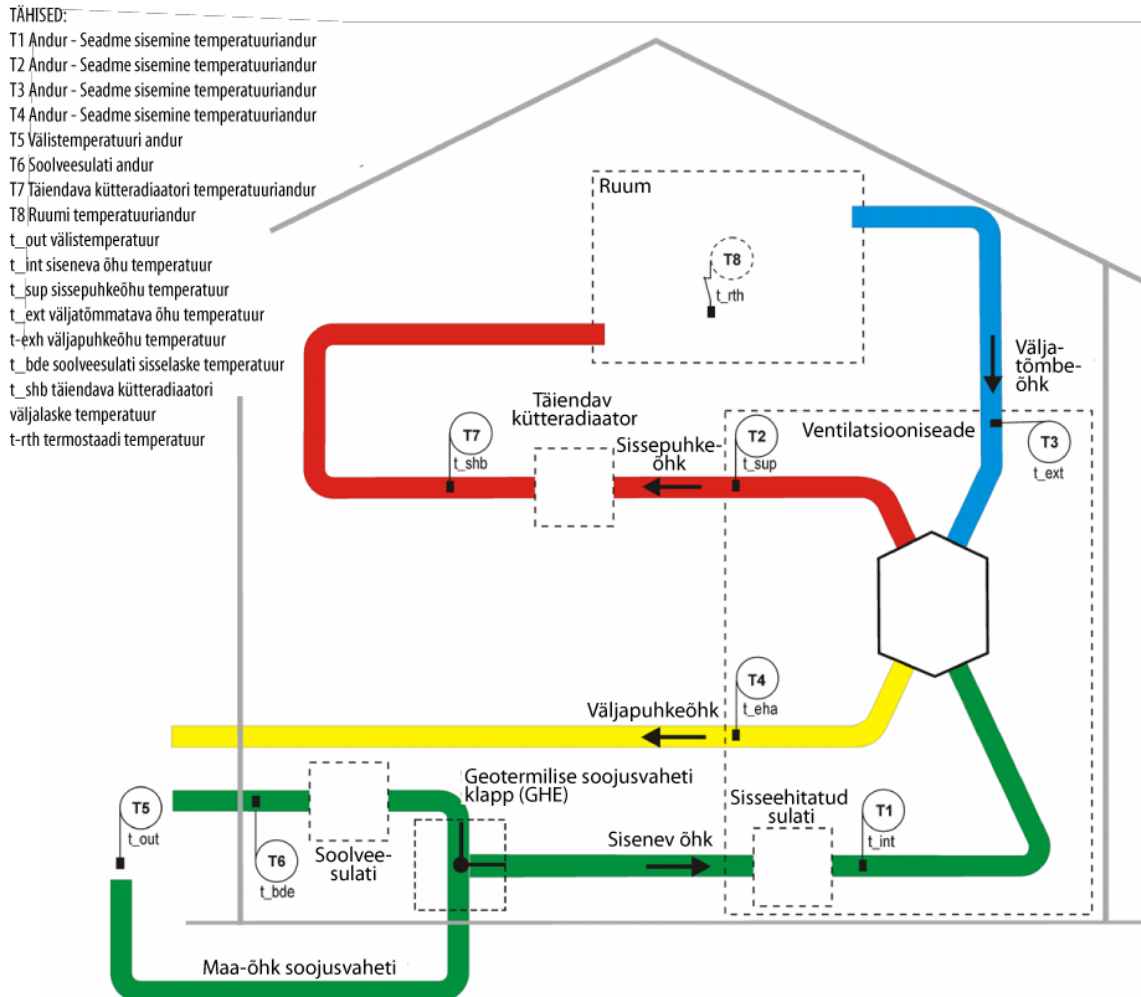 TÄHISED:
T1 Andur - Seadme sisemine temperatuuriandur
T2 Andur - Seadme sisemine temperatuuriandur
T3 Andur - Seadme sisemine temperatuuriandur
T4 Andur - Seadme sisemine temperatuuriandur
T5 Välistemperatuuri andur
T6 Soolveesulati andur
T7 Täiendava kütteradiaatori temperatuuriandur
T8 Ruumi temperatuuriandur
t_out välistemperatuur
t_int siseneva õhu temperatuur
t_sup sissepuhkeõhu temperatuur
t_ext väljatõmmatava õhu temperatuur
t-exh väljapuhkeõhu temperatuur
t_bde soolveesulati sisselaske temperatuur
t_shb täiendava kütteradiaatori
väljalaske temperatuur
t-rth termostaadi temperatuur
Ruum
T8
t_rth
Välja-
tõmbe-
õhk
Täiendav
kütteradiaator
T7
t_shb
Sissepuhke-
õhk
T2
t_sup
Ventilatsiooniseade
T3
t_ext
T4
t_eha
Väljapuhkeõhk
Geotermilise soojusvaheti
klapp (GHE)
T5
t_out
T6
t_bde
Soolvee-
sulati
Sisenev õhk
Sisseehitatud
sulati
T1
t_int
Maa-õhk soojusvaheti